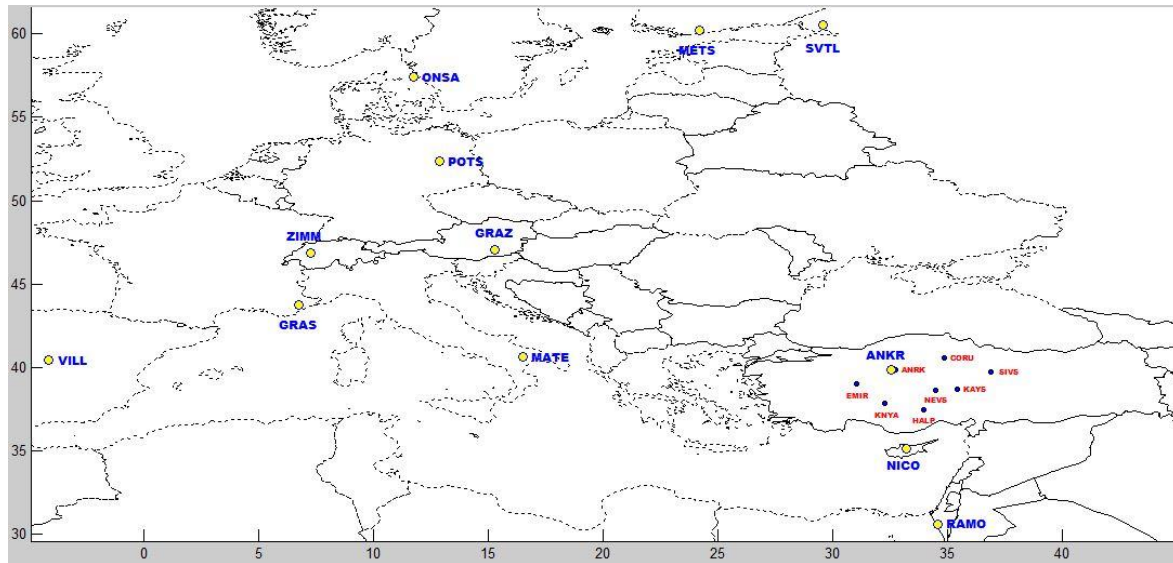 60
METS
SVTL
ONSA
55
POTS
50
ZIMM
GRAZ
45
GRAS
VILL
MATE
ANKR
CORU
40
ANRK
SIVS
EMIR
NEVS
KAYS
KNYA
HALP
35
NICO
RAMO
30
0 5 10 15 20 25 30 35 40